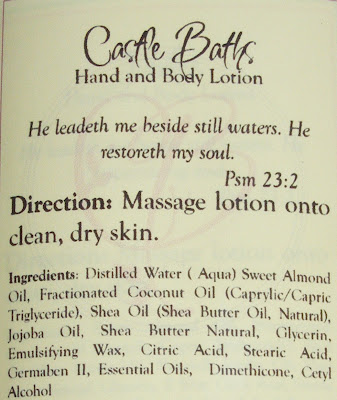 Castle Baths
Hand and Body Lotion
He leadeth me beside still waters. He
restoreth my soul.
Psm 23:2
Direction: Massage lotion onto
clean, dry skin.
Ingredients: Distilled Water ( Aqua) Sweet Almond
Oil, Fractionated Coconut Oil (Caprylic/Capric
Triglyceride), Shea Oil (Shea Butter Oil, Natural),
Jojoba Oil, Shea Butter Natural, Glycerin,
Emulsifying Wax, Citric Acid, Stearic Acid,
Germaben II, Essential Oils, Dimethicone, Cetyl
Alcohol